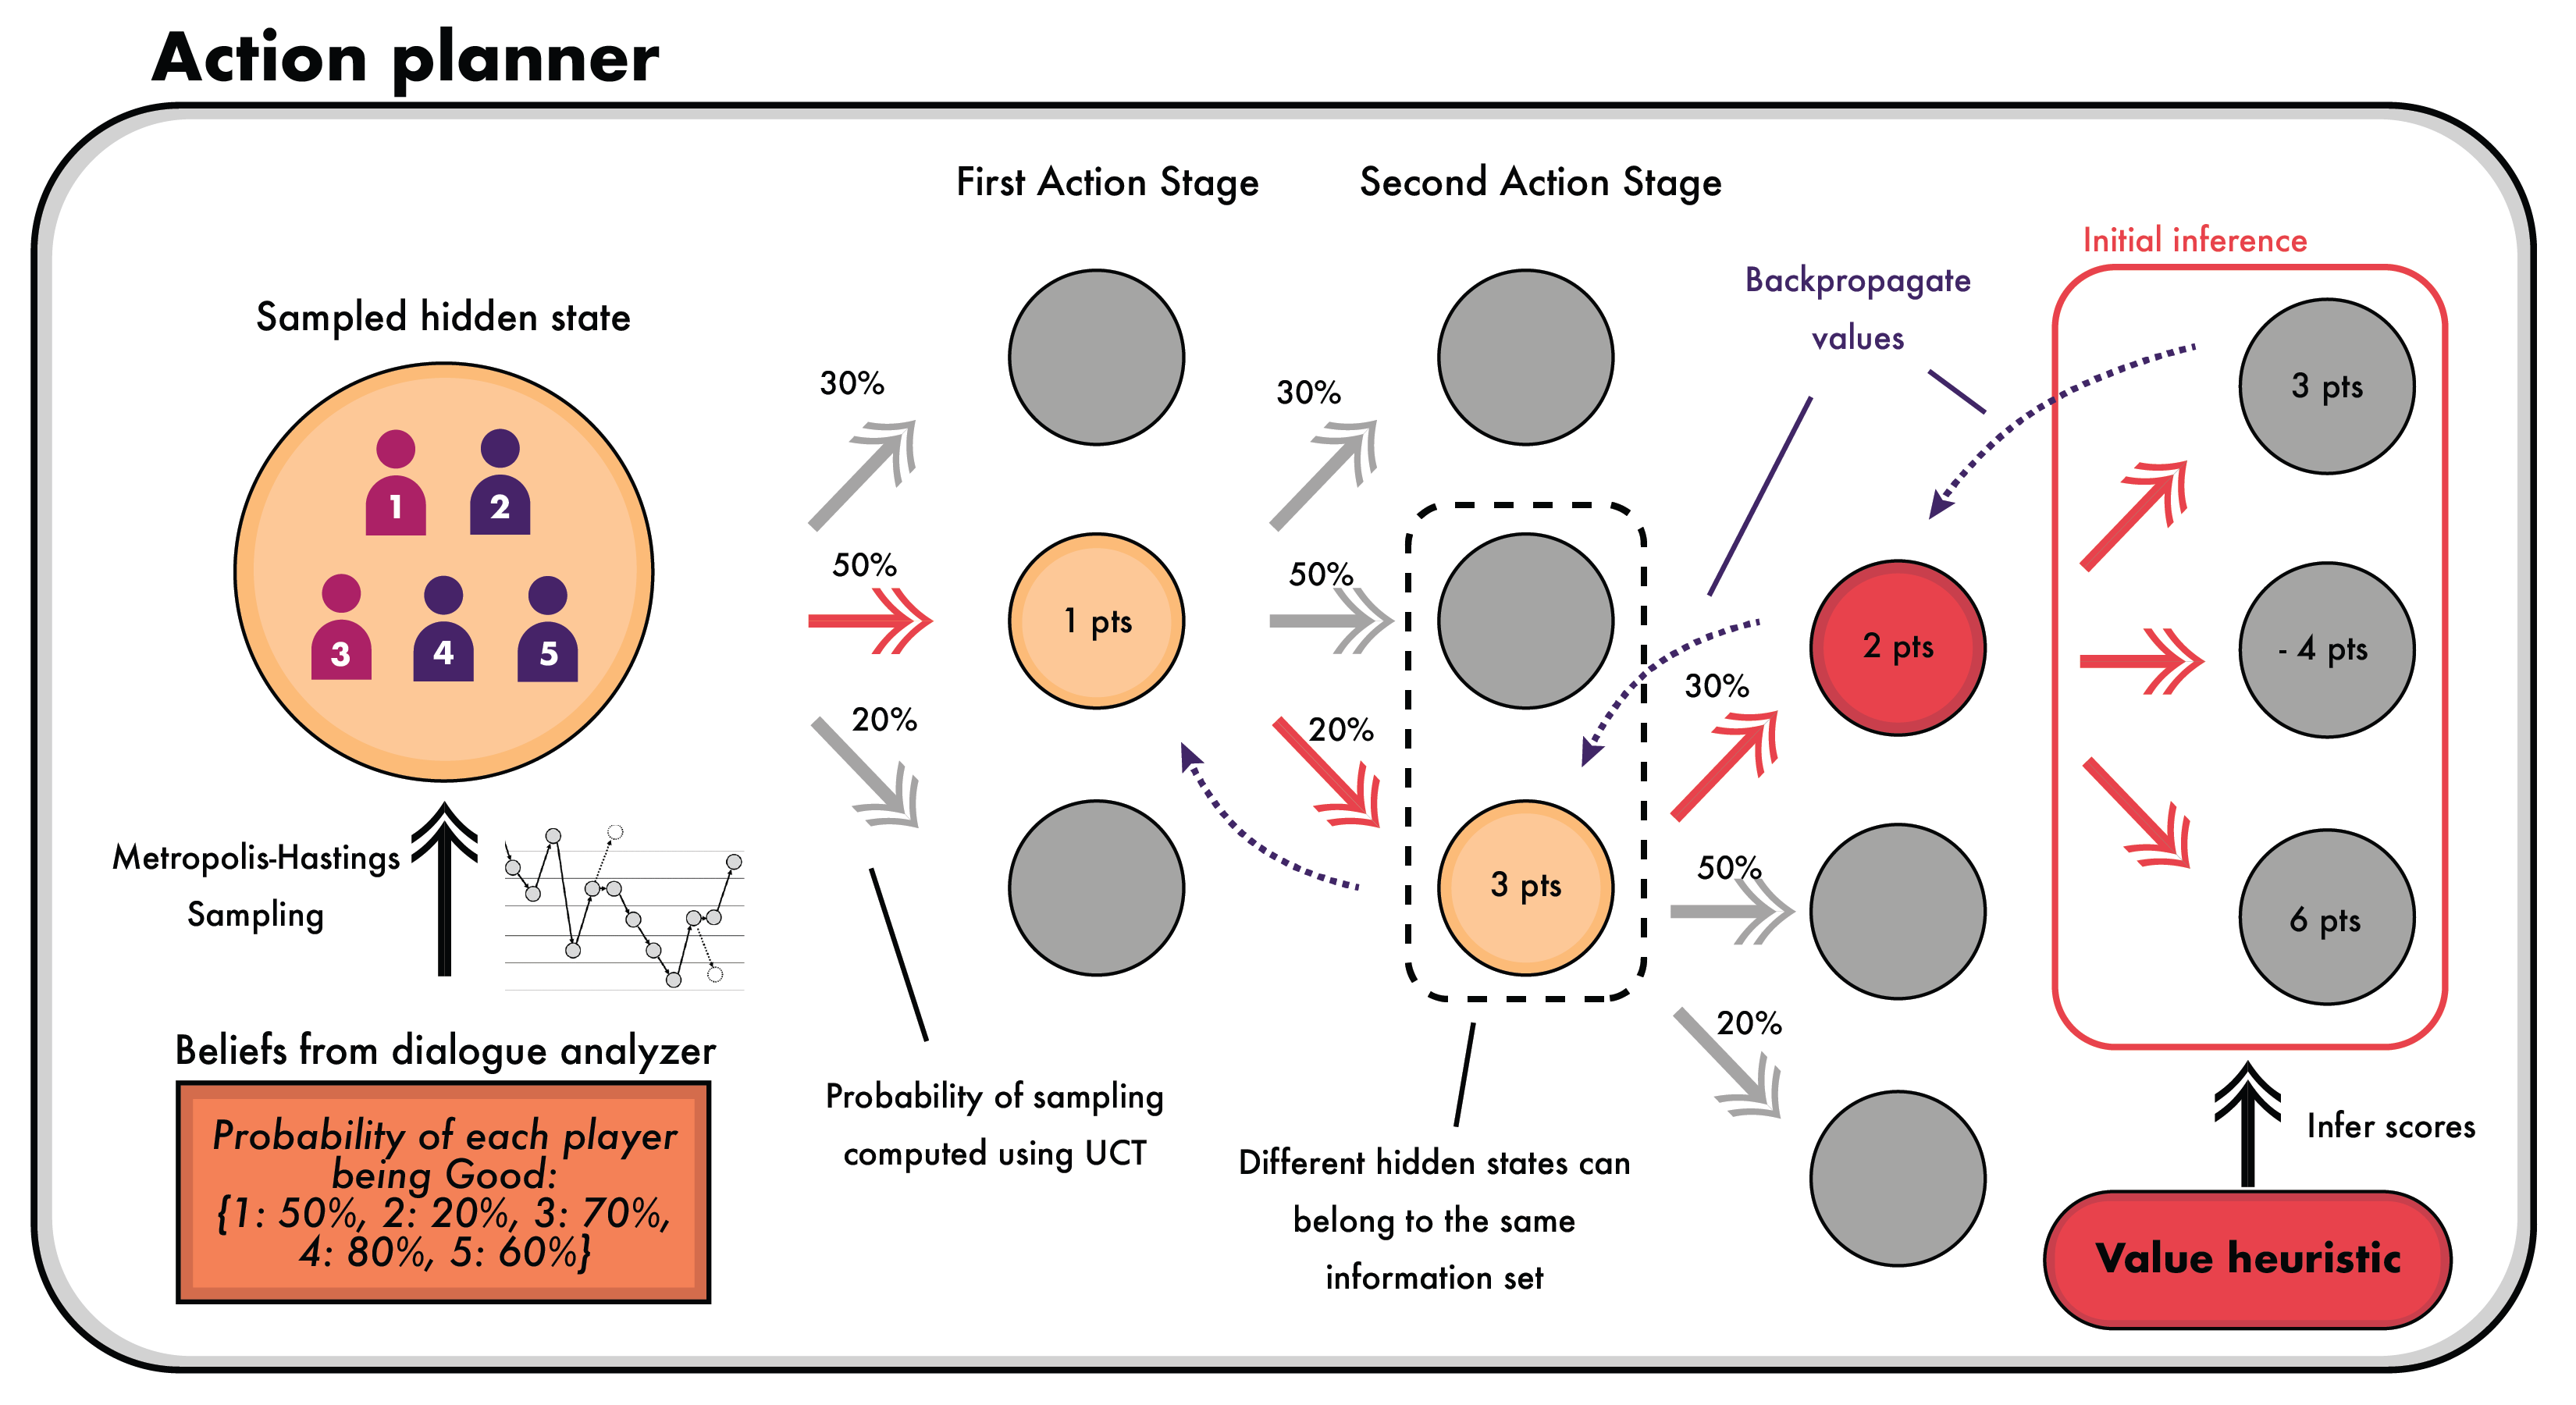 Action planner
First Action Stage
Second Action Stage
Initial inference
Backpropagate
values
Sampled hidden state
1
2
3
4
5
30%
50%
20%
1 pts
30%
50%
20%
3 pts
30%
50%
20%
2 pts
3 pts
- 4 pts
6 pts
Metropolis-Hastings
Sampling
Beliefs from dialogue analyzer
Probability of each player
being Good:
{1: 50%, 2: 20%, 3: 70%,
4: 80%, 5: 60%}
Probability of sampling
computed using UCT
Different hidden states can
belong to the same
information set
Infer scores
Value heuristic